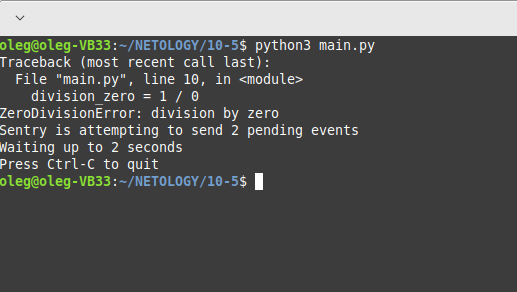 oleg@oleg-VB33:~/NETOLOGY/10-5$ python3 main.py
Traceback (most recent call last):
  File "main.py", line 10, in <module>
    division_zero = 1 / 0
ZeroDivisionError: division by zero
Sentry is attempting to send 2 pending events
Waiting up to 2 seconds
Press Ctrl-C to quit
oleg@oleg-VB33:~/NETOLOGY/10-5$